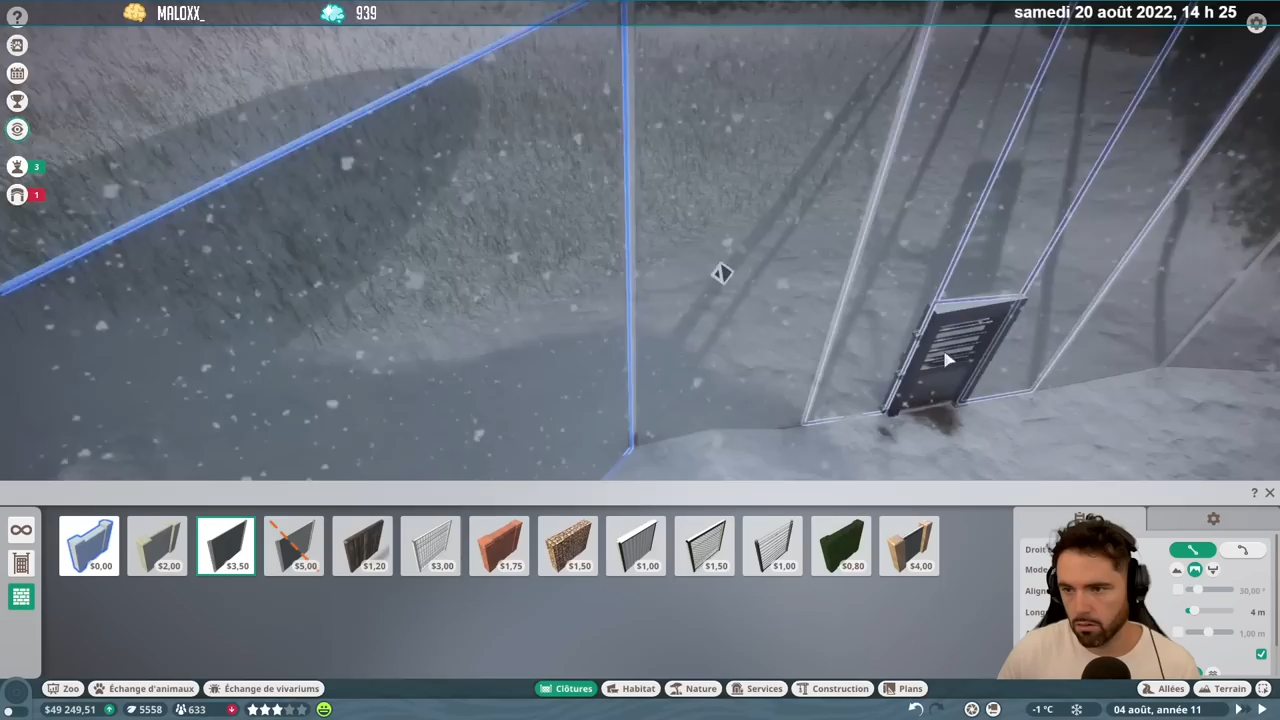 ?
MALOXX_
939
samedi 20 août 2022, 14 h 25
3
1
?
$0,00
$2,00
$3,50
$5,00
$1,20
$3,00
$1,75
$1,50
$1,00
$1,50
$1,00
$0,80
$4,00
Droit
Mode
Align
30,00 °
Long
4 m
1,00 m
Zoo
Échange d'animaux
Échange de vivariums
Clôtures
Habitat
Nature
Services
Construction
Plans
Allées
Terrain
$49 249,51
5558
633
-1 °C
04 août, année 11